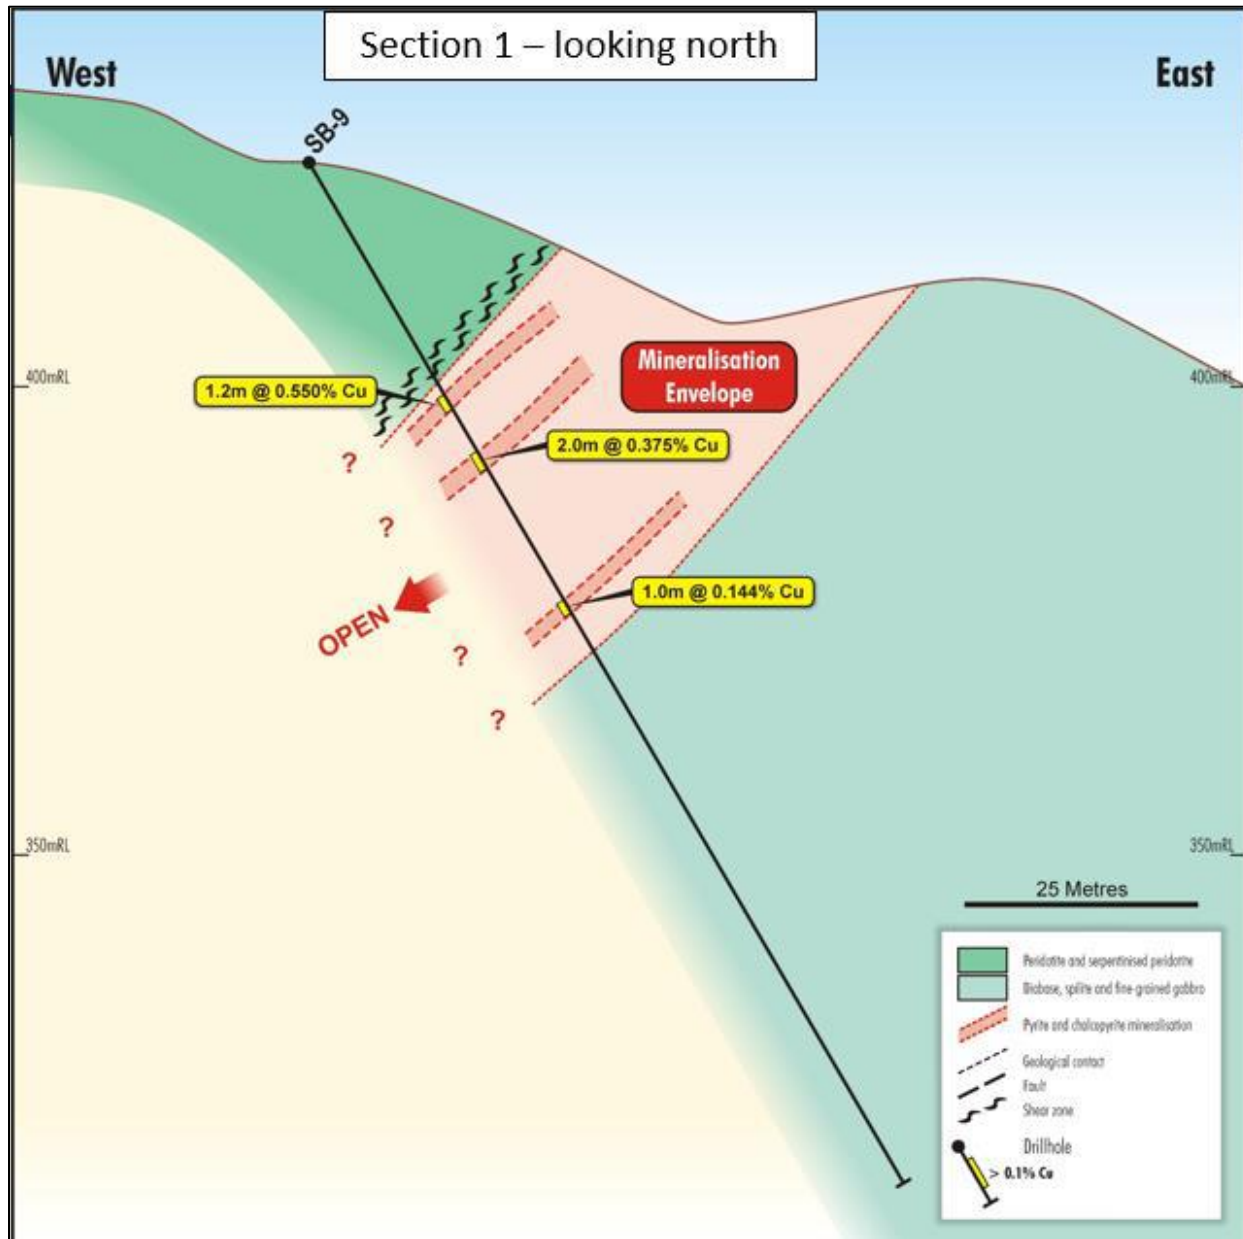 Section 1 – looking north
West
East
SB-9
400mRL
400mRL
Mineralisation
Envelope
1.2m @ 0.550% Cu
2.0m @ 0.375% Cu
?
?
1.0m @ 0.144% Cu
OPEN
?
?
350mRL
350mRL
25 Metres
Peridotite and serpentinised peridotite
Diabase, spilite and fine-grained gabbro
Pyrite and chalcopyrite mineralisation
Geological contact
Fault
Shear zone
Drillhole
> 0.1% Cu